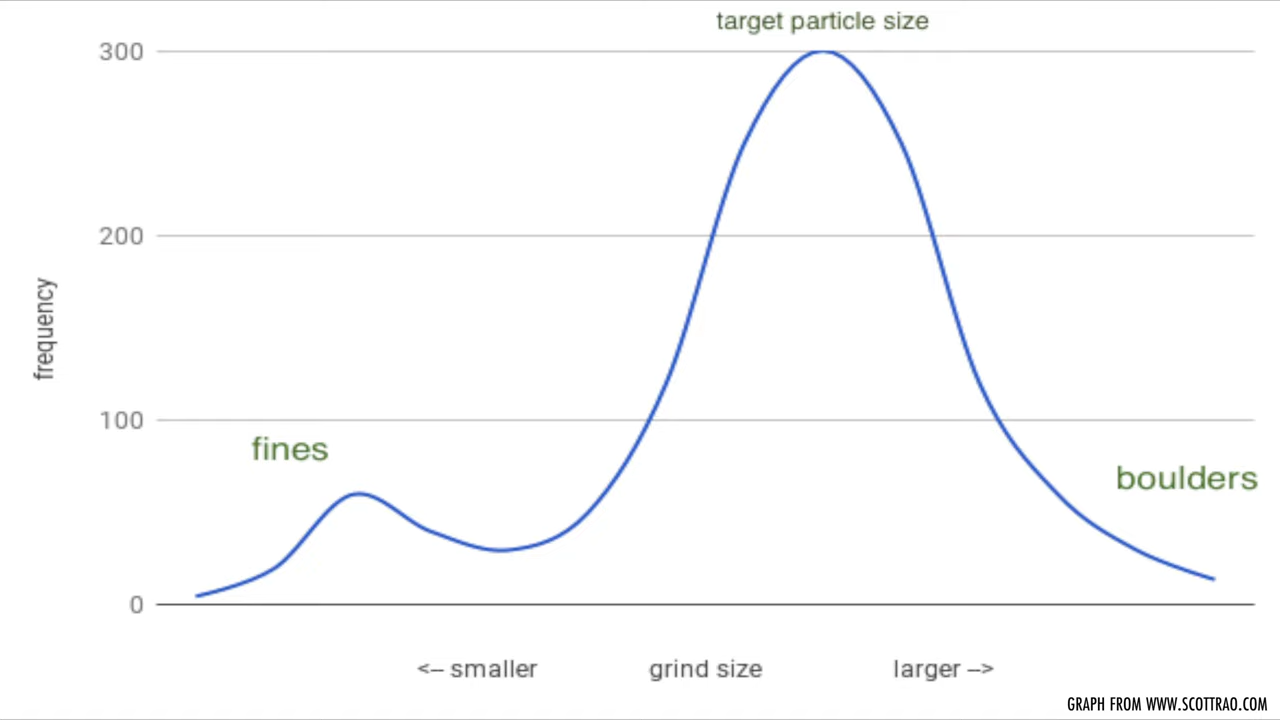 target particle size
300
200
frequency
100
fines
boulders
0
<-- smaller grind size larger -->
GRAPH FROM WWW.SCOTTRAO.COM